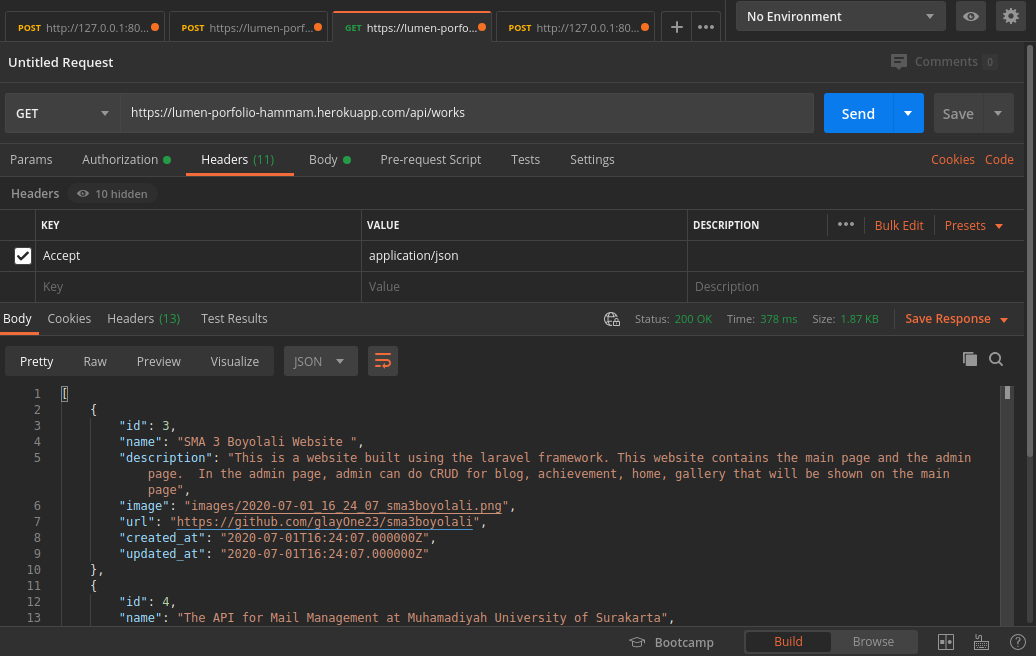 POST http://127.0.0.1:80... POST https://lumen-porf... GET https://lumen-porfo... POST http://127.0.0.1:80... + ••• No Environment
Untitled Request Comments 0
GET https://lumen-porfolio-hammam.herokuapp.com/api/works Send Save
Params Authorization Headers (11) Body Pre-request Script Tests Settings Cookies Code
Headers 10 hidden
KEY VALUE DESCRIPTION ••• Bulk Edit Presets
Accept application/json
Key Value Description
Body Cookies Headers (13) Test Results Status: 200 OK Time: 378 ms Size: 1.87 KB Save Response
Pretty Raw Preview Visualize JSON
1 [
2 {
3 "id": 3,
4 "name": "SMA 3 Boyolali Website ",
5 "description": "This is a website built using the laravel framework. This website contains the main page and the admin
page.  In the admin page, admin can do CRUD for blog, achievement, home, gallery that will be shown on the main
page",
6 "image": "images/2020-07-01_16_24_07_sma3boyolali.png",
7 "url": "https://github.com/glayOne23/sma3boyolali",
8 "created_at": "2020-07-01T16:24:07.000000Z",
9 "updated_at": "2020-07-01T16:24:07.000000Z"
10 },
11 {
12 "id": 4,
13 "name": "The API for Mail Management at Muhamadiyah University of Surakarta",
Bootcamp Build Browse ?